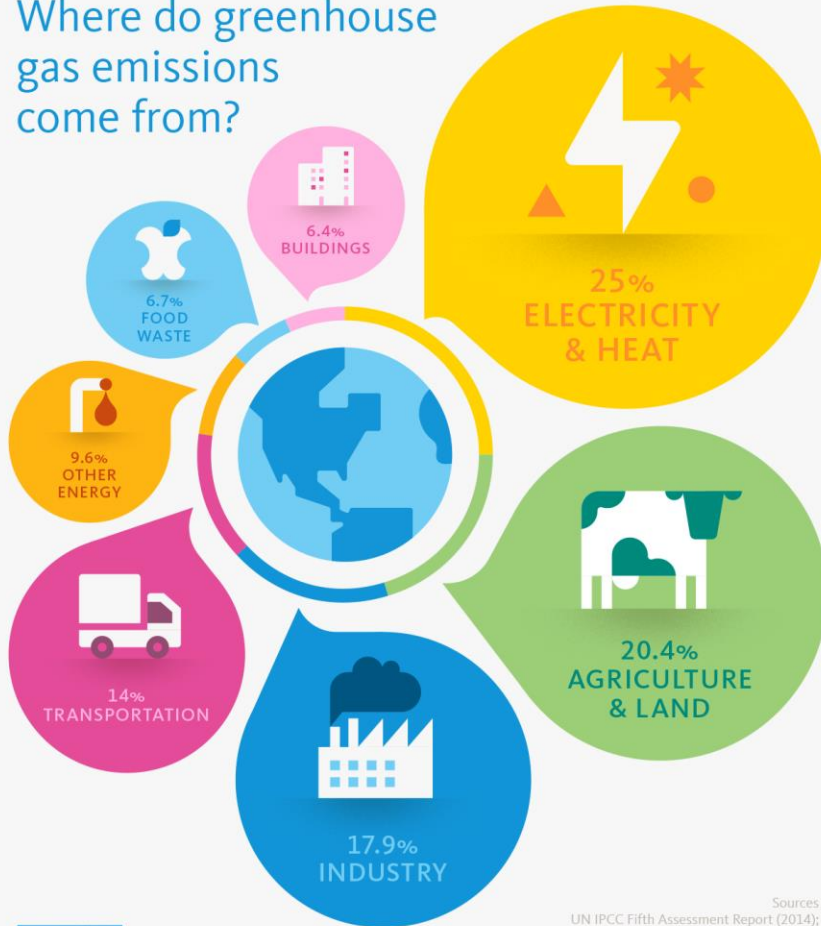 Where do greenhouse
gas emissions
come from?
6.4%
BUILDINGS
25%
ELECTRICITY
& HEAT
6.7%
FOOD
WASTE
9.6%
OTHER
ENERGY
20.4%
AGRICULTURE
& LAND
14%
TRANSPORTATION
17.9%
INDUSTRY
Sources
UN IPCC Fifth Assessment Report (2014);